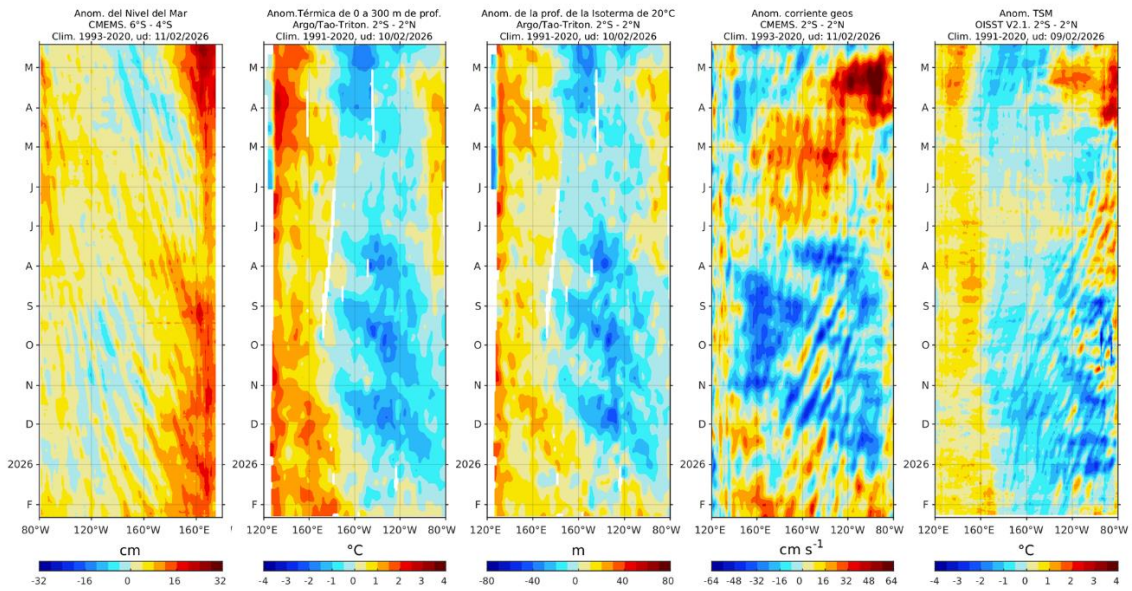 Anom. del Nivel del Mar
CMEMS. 6°S - 4°S
Clim. 1993-2020, ud: 11/02/2026
Anom.Térmica de 0 a 300 m de prof.
Argo/Tao-Triton. 2°S - 2°N
Clim. 1991-2020, ud: 10/02/2026
Anom. de la prof. de la Isoterma de 20°C
Argo/Tao-Triton. 2°S - 2°N
Clim. 1991-2020, ud: 10/02/2026
Anom. corriente geos
CMEMS. 2°S - 2°N
Clim. 1993-2020, ud: 11/02/2026
Anom. TSM
OISST V2.1. 2°S - 2°N
Clim. 1991-2020, ud: 09/02/2026
M
A
M
J
J
A
S
O
N
D
2026
F
80°W 120°W 160°W 160°E
cm
-32 -16 0 16 32
M
A
M
J
J
A
S
O
N
D
2026
F
120°E 160°E 160°W 120°W 80°W
°C
-4 -3 -2 -1 0 1 2 3 4
M
A
M
J
J
A
S
O
N
D
2026
F
120°E 160°E 160°W 120°W 80°W
m
-80 -40 0 40 80
M
A
M
J
J
A
S
O
N
D
2026
F
120°E 160°E 160°W 120°W 80°W
cm s-1
-64 -48 -32 -16 0 16 32 48 64
M
A
M
J
J
A
S
O
N
D
2026
F
120°E 160°E 160°W 120°W 80°W
°C
-4 -3 -2 -1 0 1 2 3 4